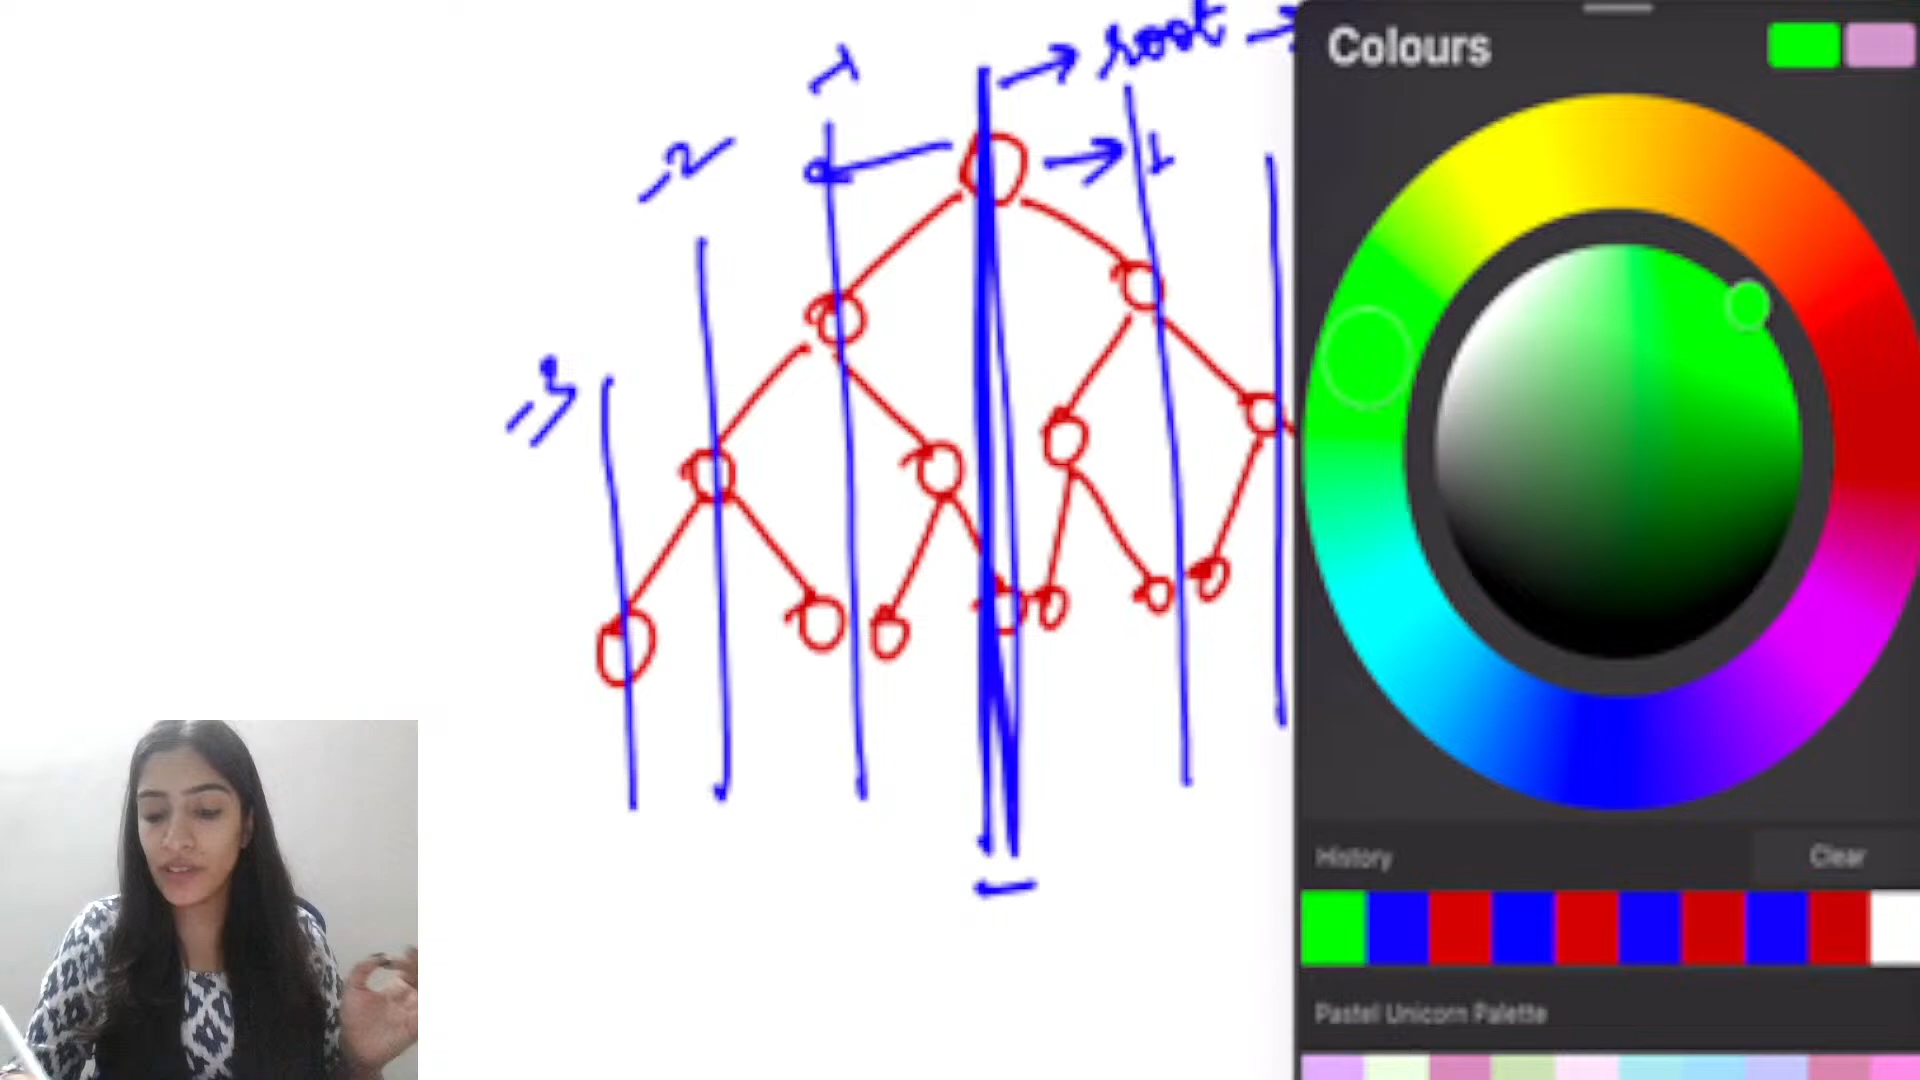 → root →
-1
-2
1
-3
Colours
History
Clear
Pastel Unicorn Palette